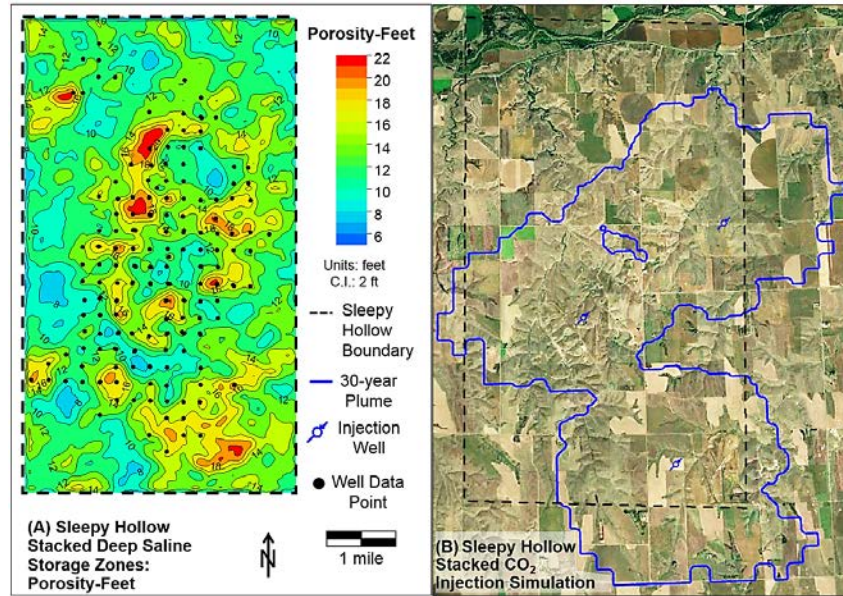 Porosity-Feet
22
20
18
16
14
12
10
8
6
Units: feet
C.I.: 2 ft
Sleepy
Hollow
Boundary
30-year
Plume
Injection
Well
Well Data
Point
(A) Sleepy Hollow
Stacked Deep Saline
Storage Zones:
Porosity-Feet
N
1 mile
(B) Sleepy Hollow
Stacked CO₂
Injection Simulation